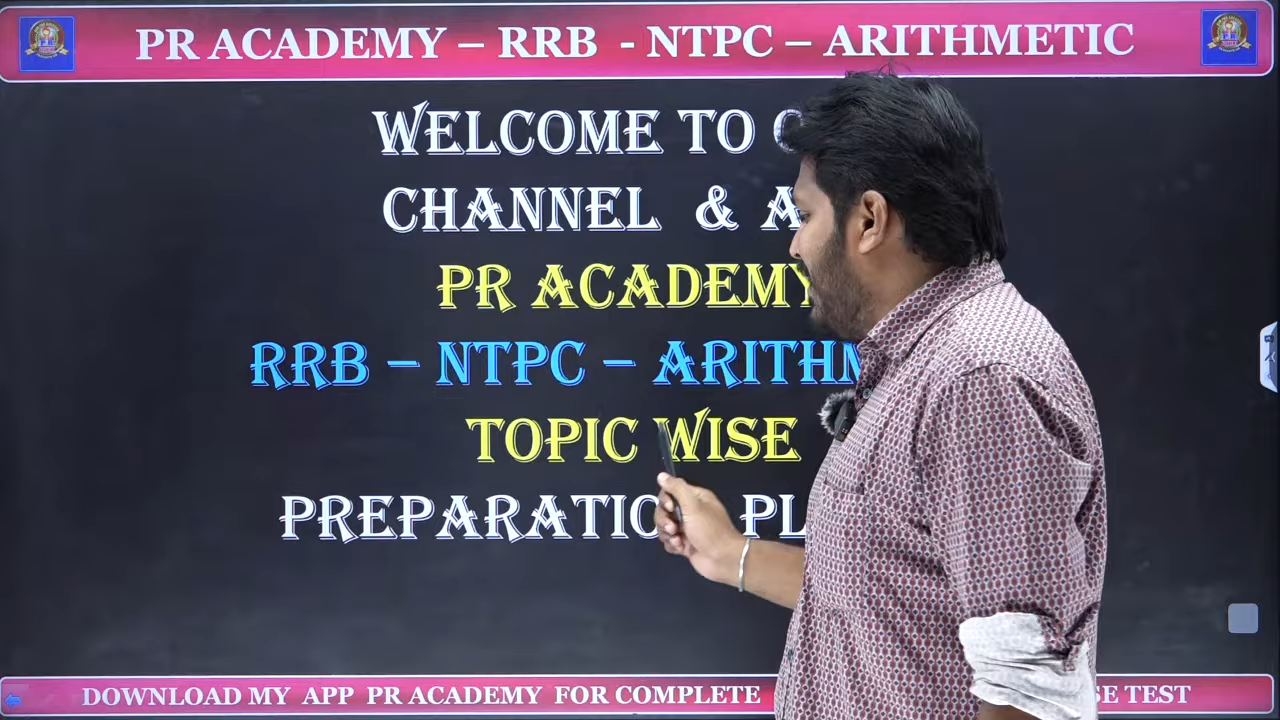 PR ACADEMY – RRB - NTPC – ARITHMETIC
WELCOME TO
CHANNEL & 
PR ACADEMY
RRB – NTPC –
TOPIC WISE
DOWNLOAD MY APP PR ACADEMY FOR COMPLETE TEST